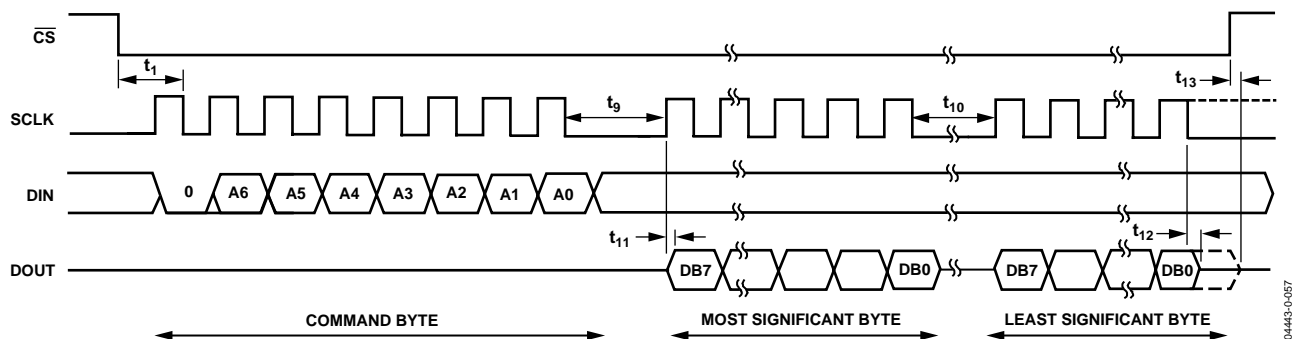 CS
t1
t13
SCLK
t9
t10
DIN
0 A6 A5 A4 A3 A2 A1 A0
t11
t12
DOUT
DB7 DB0 DB7 DB0
COMMAND BYTE MOST SIGNIFICANT BYTE LEAST SIGNIFICANT BYTE
04443-0-057